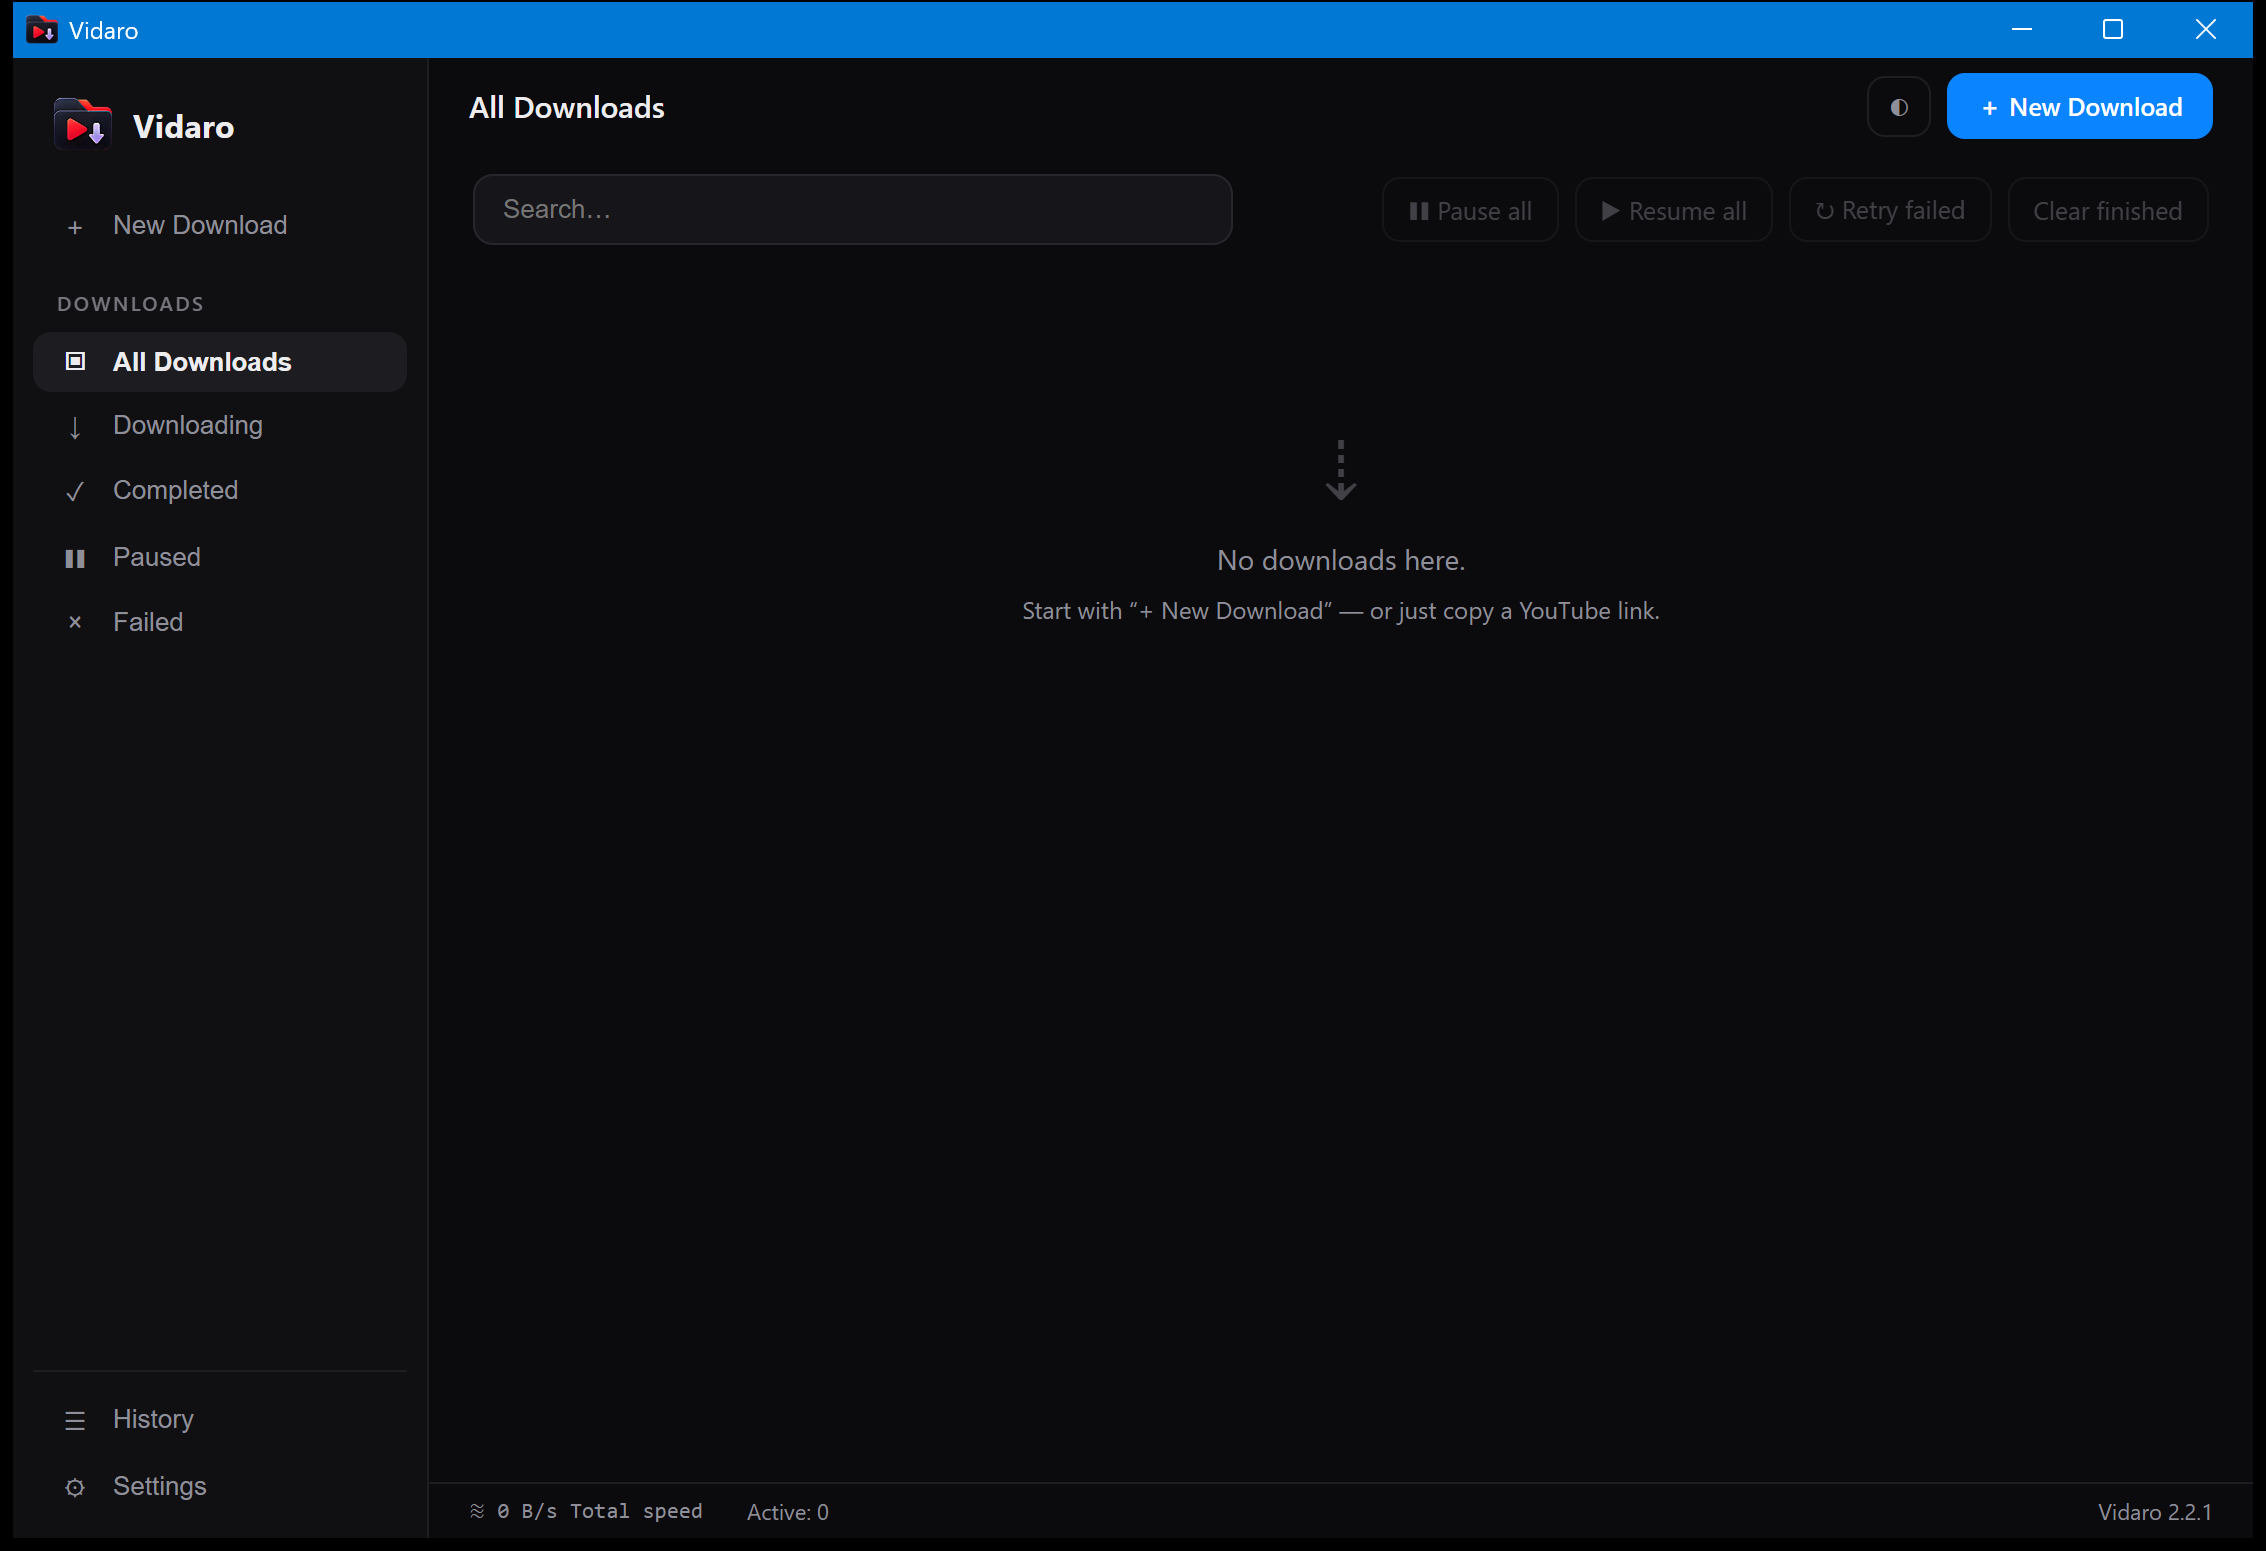 Vidaro
Vidaro
+ New Download
DOWNLOADS
All Downloads
Downloading
Completed
Paused
Failed
History
Settings
All Downloads
+ New Download
Search…
Pause all
Resume all
Retry failed
Clear finished
No downloads here.
Start with “+ New Download” — or just copy a YouTube link.
≋ 0 B/s Total speed
Active: 0
Vidaro 2.2.1